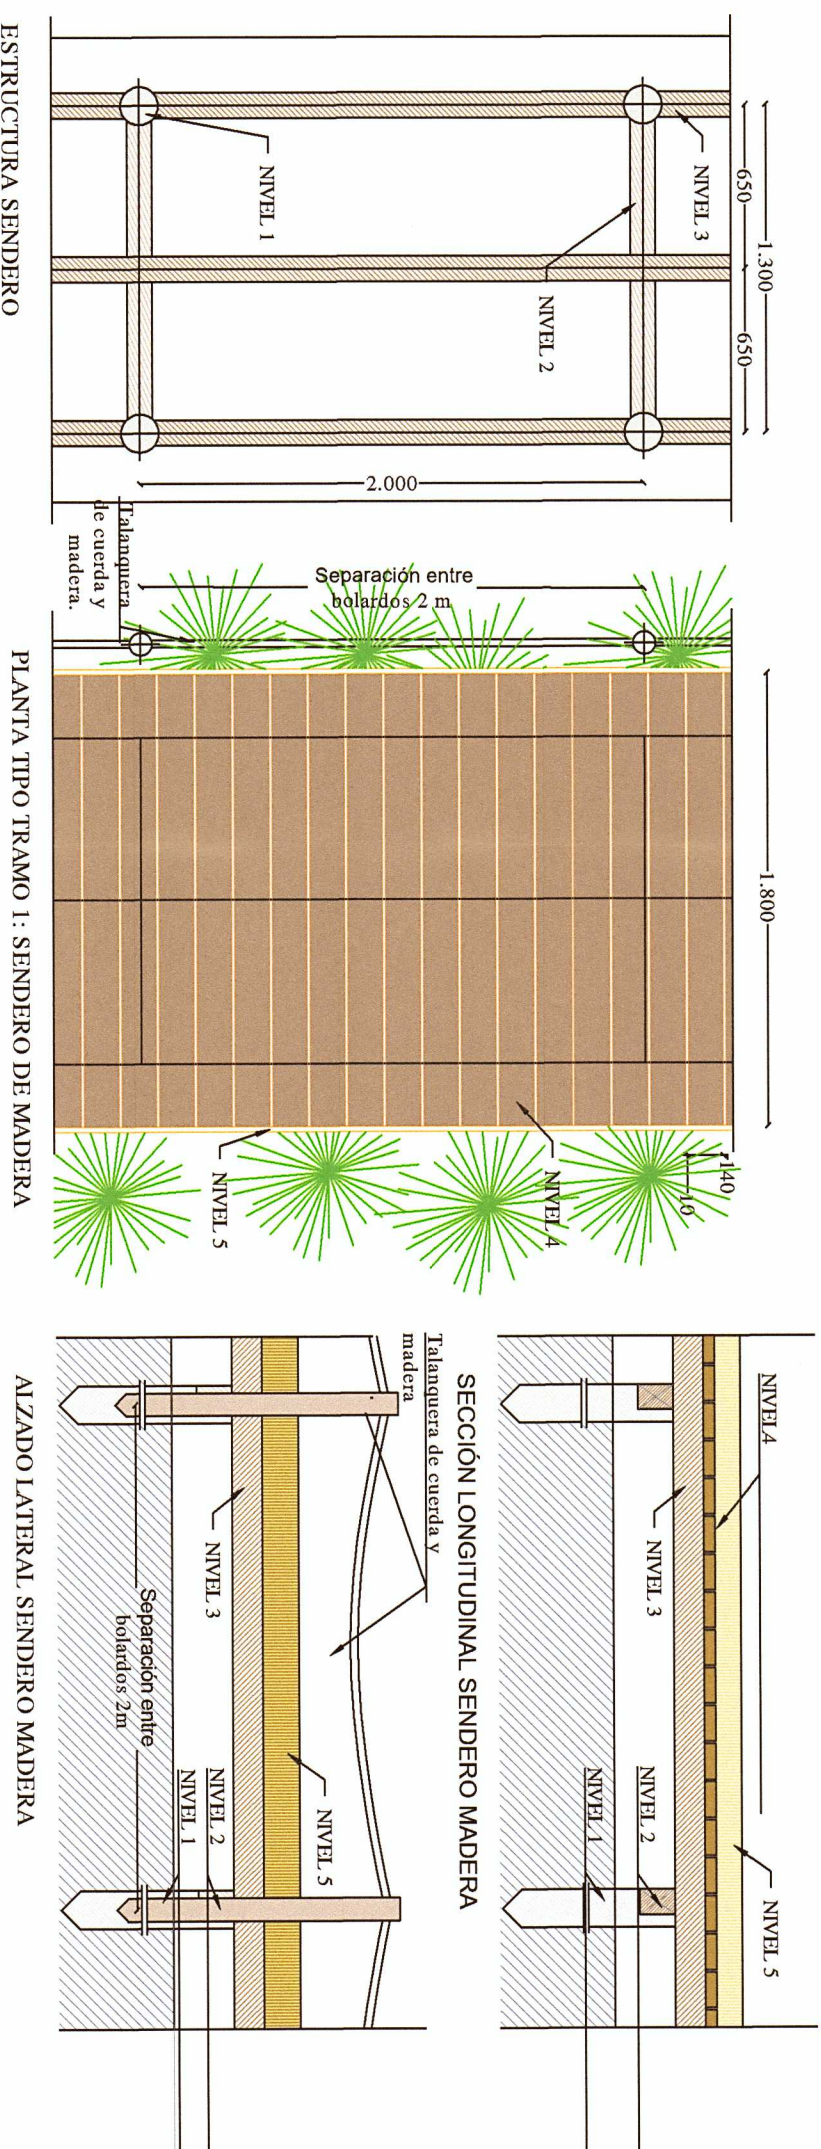 NIVEL 3
650
1.300
650
NIVEL 1
NIVEL 2
2.000
ESTRUCTURA SENDERO
Talanquera
de cuerda y
madera.
Separación entre
bolardos 2 m
1.800
140
10
NIVEL 4
NIVEL 5
PLANTA TIPO TRAMO 1: SENDERO DE MADERA
NIVEL4
NIVEL 3
NIVEL 5
NIVEL 2
NIVEL 1
SECCIÓN LONGITUDINAL SENDERO MADERA
Talanquera de cuerda y
madera
NIVEL 3
NIVEL 5
Separación entre
bolardos 2m
NIVEL 2
NIVEL 1
ALZADO LATERAL SENDERO MADERA